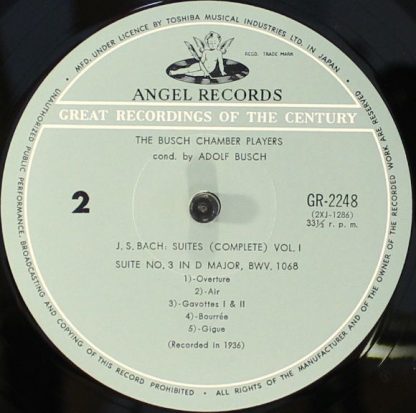 MFD. UNDER LICENCE BY TOSHIBA MUSICAL INDUSTRIES LTD. IN JAPAN •
REGD. TRADE MARK
ANGEL RECORDS
GREAT RECORDINGS OF THE CENTURY
THE BUSCH CHAMBER PLAYERS
cond. by ADOLF BUSCH
2
GR-2248
(2XJ-1286)
33⅓ r. p. m.
J. S. BACH: SUITES (COMPLETE) VOL. I
SUITE NO. 3 IN D MAJOR, BWV. 1068
1)-Overture
2)-Air
3)-Gavottes I & II
4)-Bourrée
5)-Gigue
(Recorded in 1936)
UNAUTHORIZED PUBLIC PERFORMANCE, BROADCASTING AND COPYING OF THIS RECORD PROHIBITED • ALL RIGHTS OF THE MANUFACTURER AND OF THE OWNER OF THE RECORDED WORK ARE RESERVED •